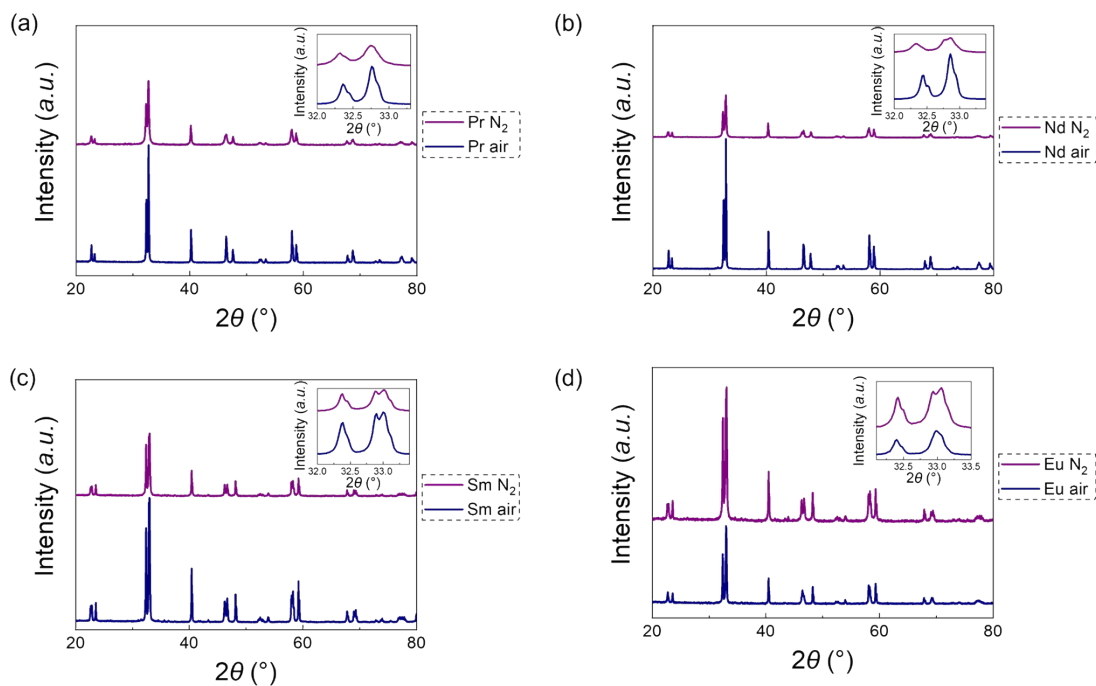 (a)
Intensity (a.u.)
Intensity (a.u.)
32.0 32.5 33.0
2θ (°)
Pr N2
Pr air
20 40 60 80
2θ (°)
(b)
Intensity (a.u.)
Intensity (a.u.)
32.0 32.5 33.0
2θ (°)
Nd N2
Nd air
20 40 60 80
2θ (°)
(c)
Intensity (a.u.)
Intensity (a.u.)
32.0 32.5 33.0
2θ (°)
Sm N2
Sm air
20 40 60 80
2θ (°)
(d)
Intensity (a.u.)
Intensity (a.u.)
32.5 33.0 33.5
2θ (°)
Eu N2
Eu air
20 40 60 80
2θ (°)